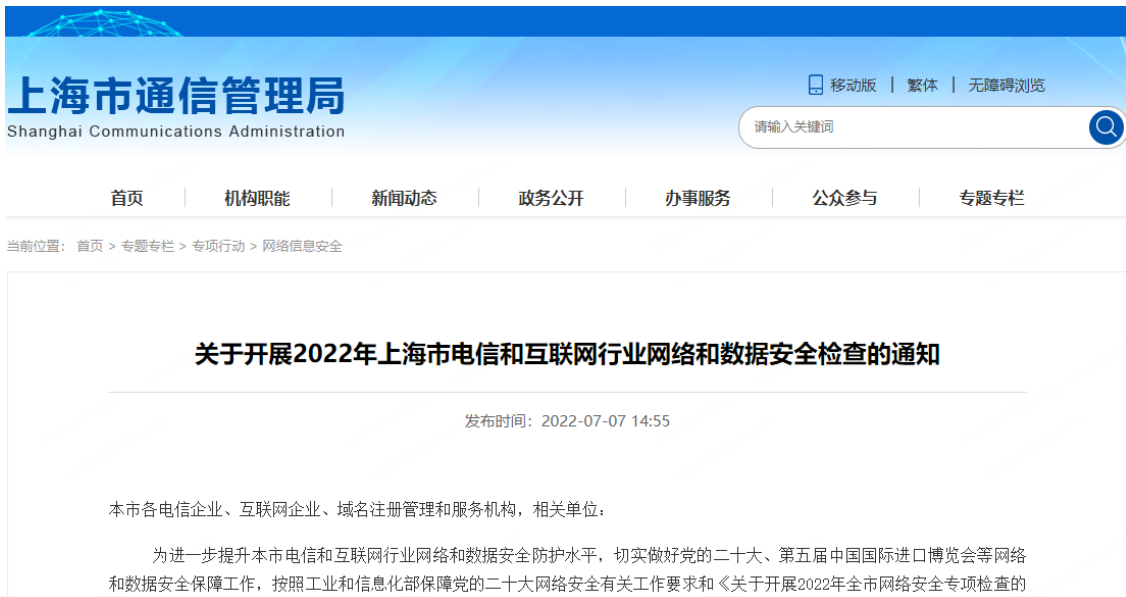 上海市通信管理局
Shanghai Communications Administration
移动版 | 繁体 | 无障碍浏览
请输入关键词
首页 机构职能 新闻动态 政务公开 办事服务 公众参与 专题专栏
当前位置: 首页 > 专题专栏 > 专项行动 > 网络信息安全
关于开展2022年上海市电信和互联网行业网络和数据安全检查的通知
发布时间：2022-07-07 14:55
本市各电信企业、互联网企业、域名注册管理和服务机构，相关单位：
为进一步提升本市电信和互联网行业网络和数据安全防护水平，切实做好党的二十大、第五届中国国际进口博览会等网络
和数据安全保障工作，按照工业和信息化部保障党的二十大网络安全有关工作要求和《关于开展2022年全市网络安全专项检查的